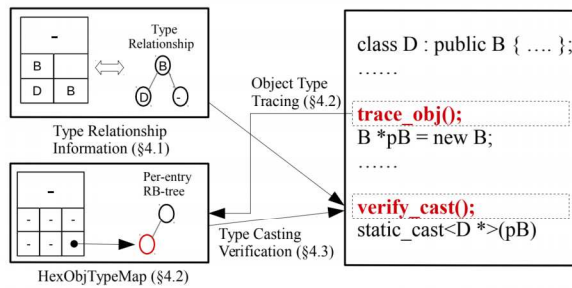 -
B
D B
Type
Relationship
B
D -
Type Relationship
Information (§4.1)
-
- - -
- -
Per-entry
RB-tree
HexObjTypeMap (§4.2)
Object Type
Tracing (§4.2)
Type Casting
Verification (§4.3)
class D : public B { .... };
......
trace_obj();
B *pB = new B;
......
verify_cast();
static_cast<D *>(pB)